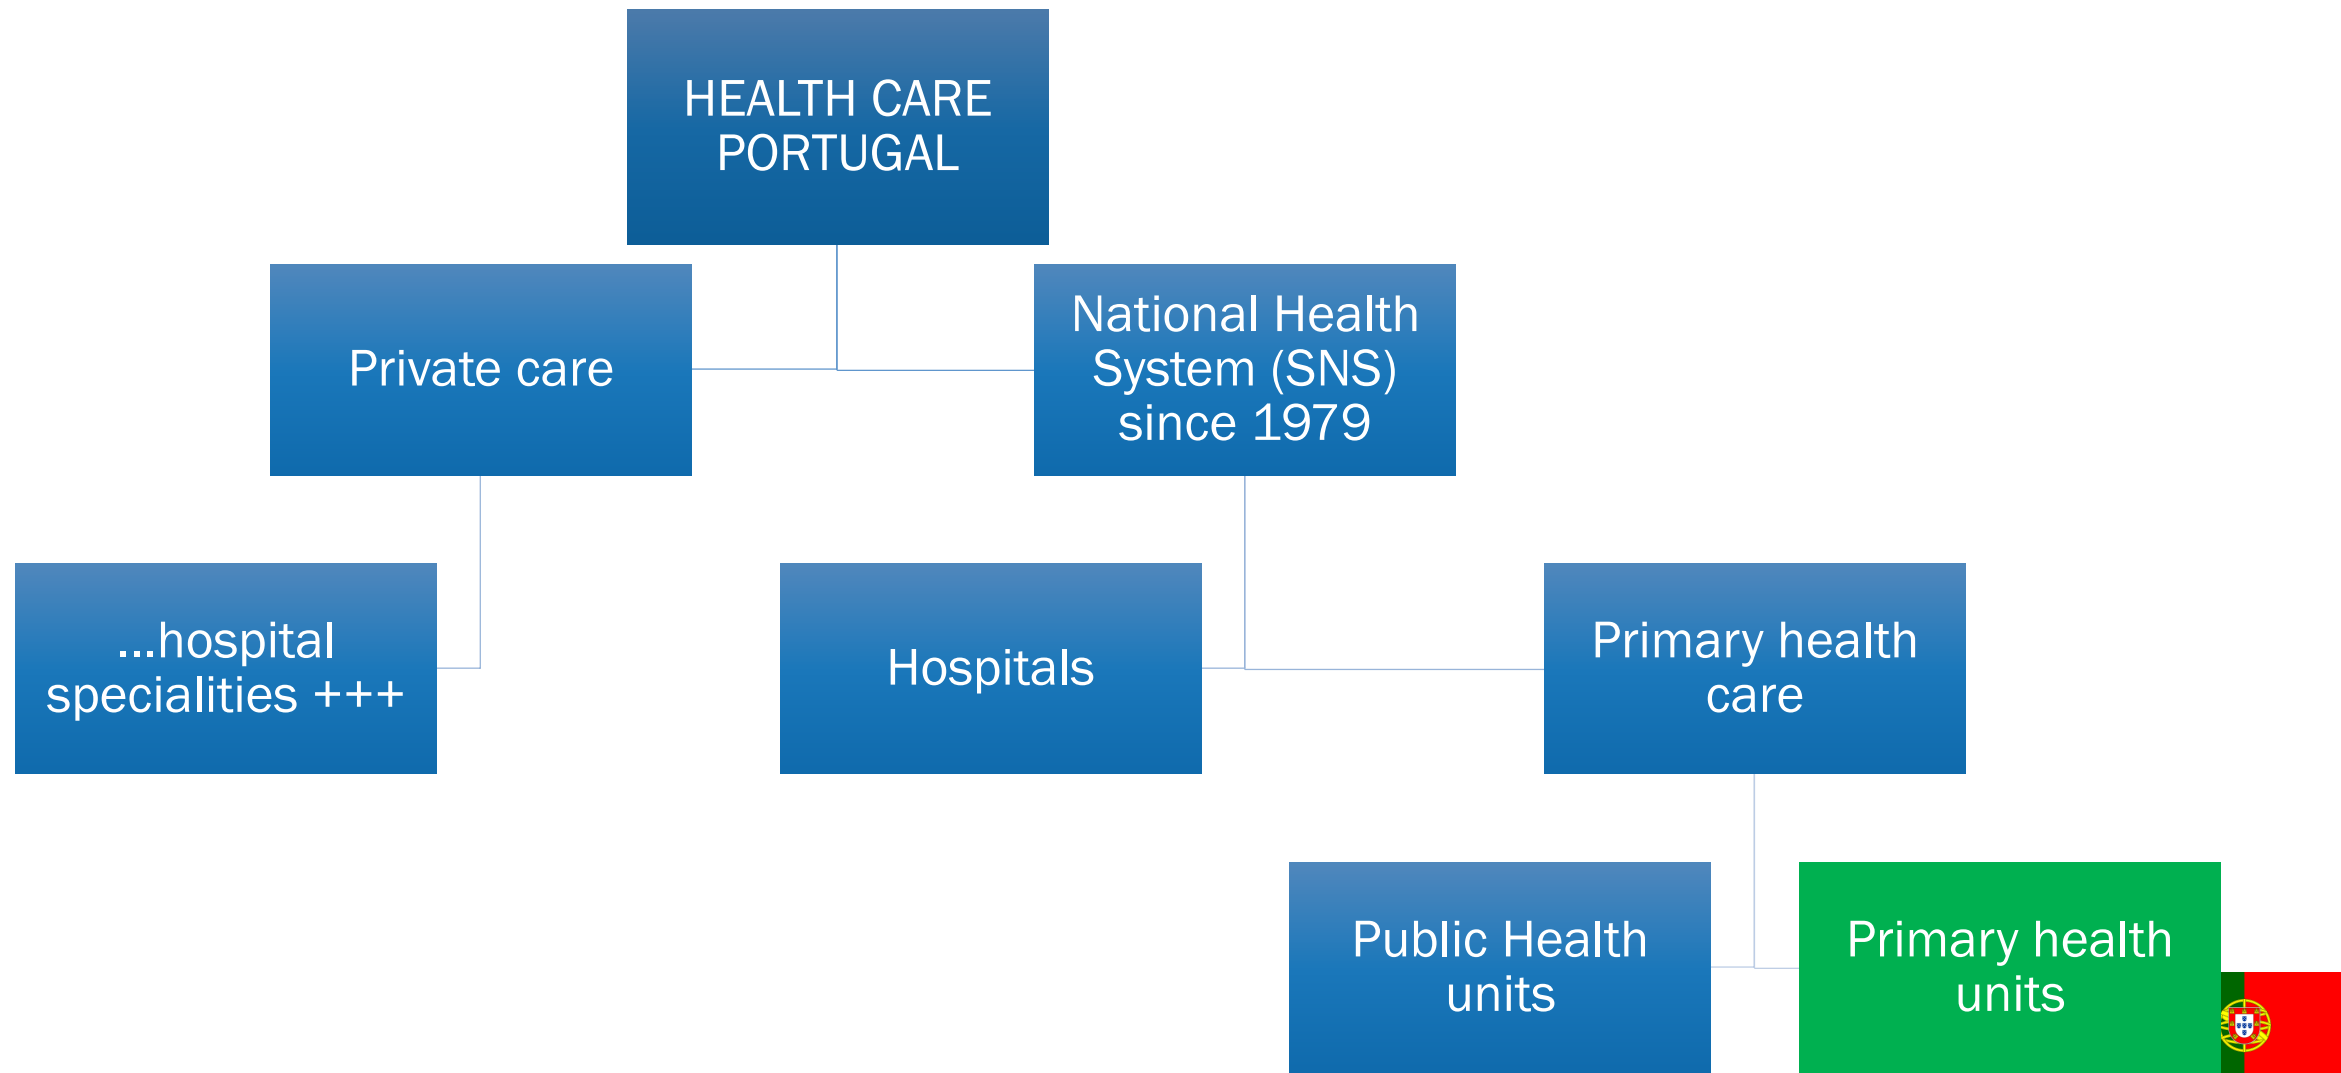 HEALTH CARE
PORTUGAL
Private care
National Health
System (SNS)
since 1979
...hospital
specialities +++
Hospitals
Primary health
care
Public Health
units
Primary health
units